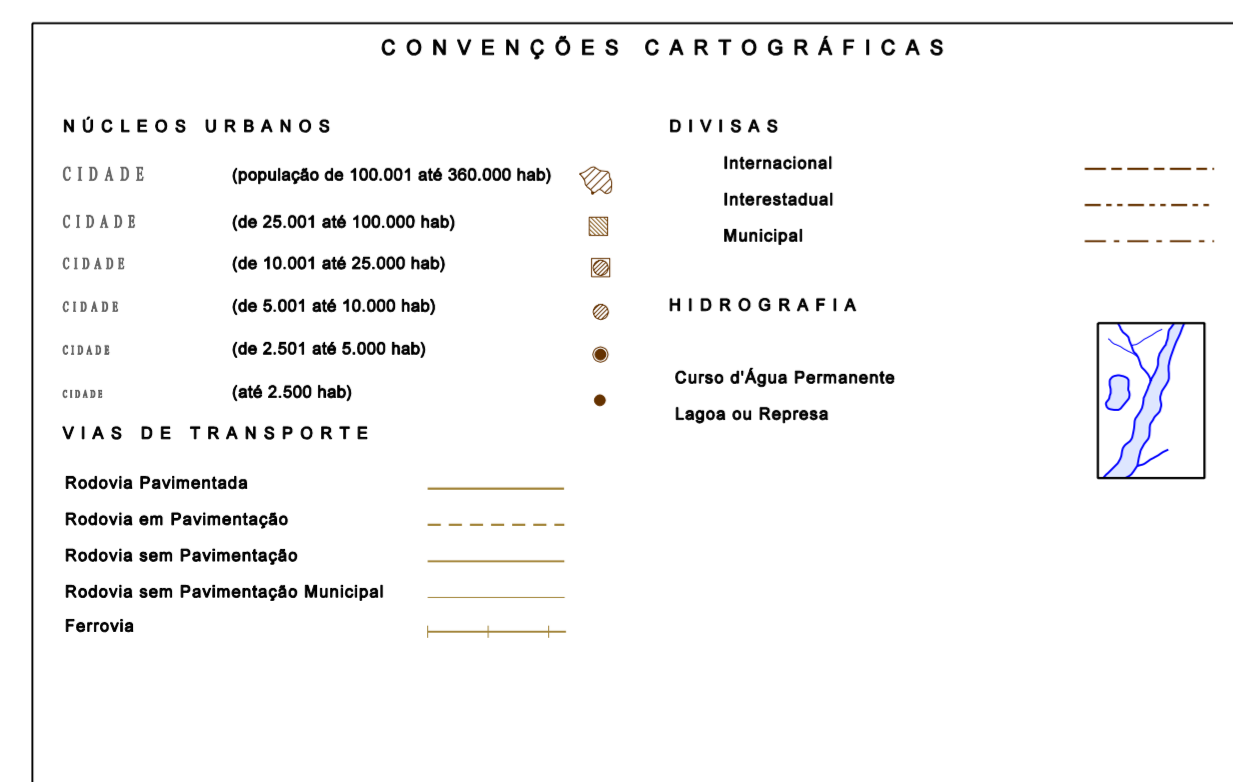 CONVENÇÕES CARTOGRÁFICAS
NÚCLEOS URBANOS
CIDADE (população de 100.001 até 360.000 hab)
CIDADE (de 25.001 até 100.000 hab)
CIDADE (de 10.001 até 25.000 hab)
CIDADE (de 5.001 até 10.000 hab)
CIDADE (de 2.501 até 5.000 hab)
CIDADE (até 2.500 hab)
VIAS DE TRANSPORTE
Rodovia Pavimentada
Rodovia em Pavimentação
Rodovia sem Pavimentação
Rodovia sem Pavimentação Municipal
Ferrovia
DIVISAS
Internacional
Interestadual
Municipal
HIDROGRAFIA
Curso d'Água Permanente
Lagoa ou Represa